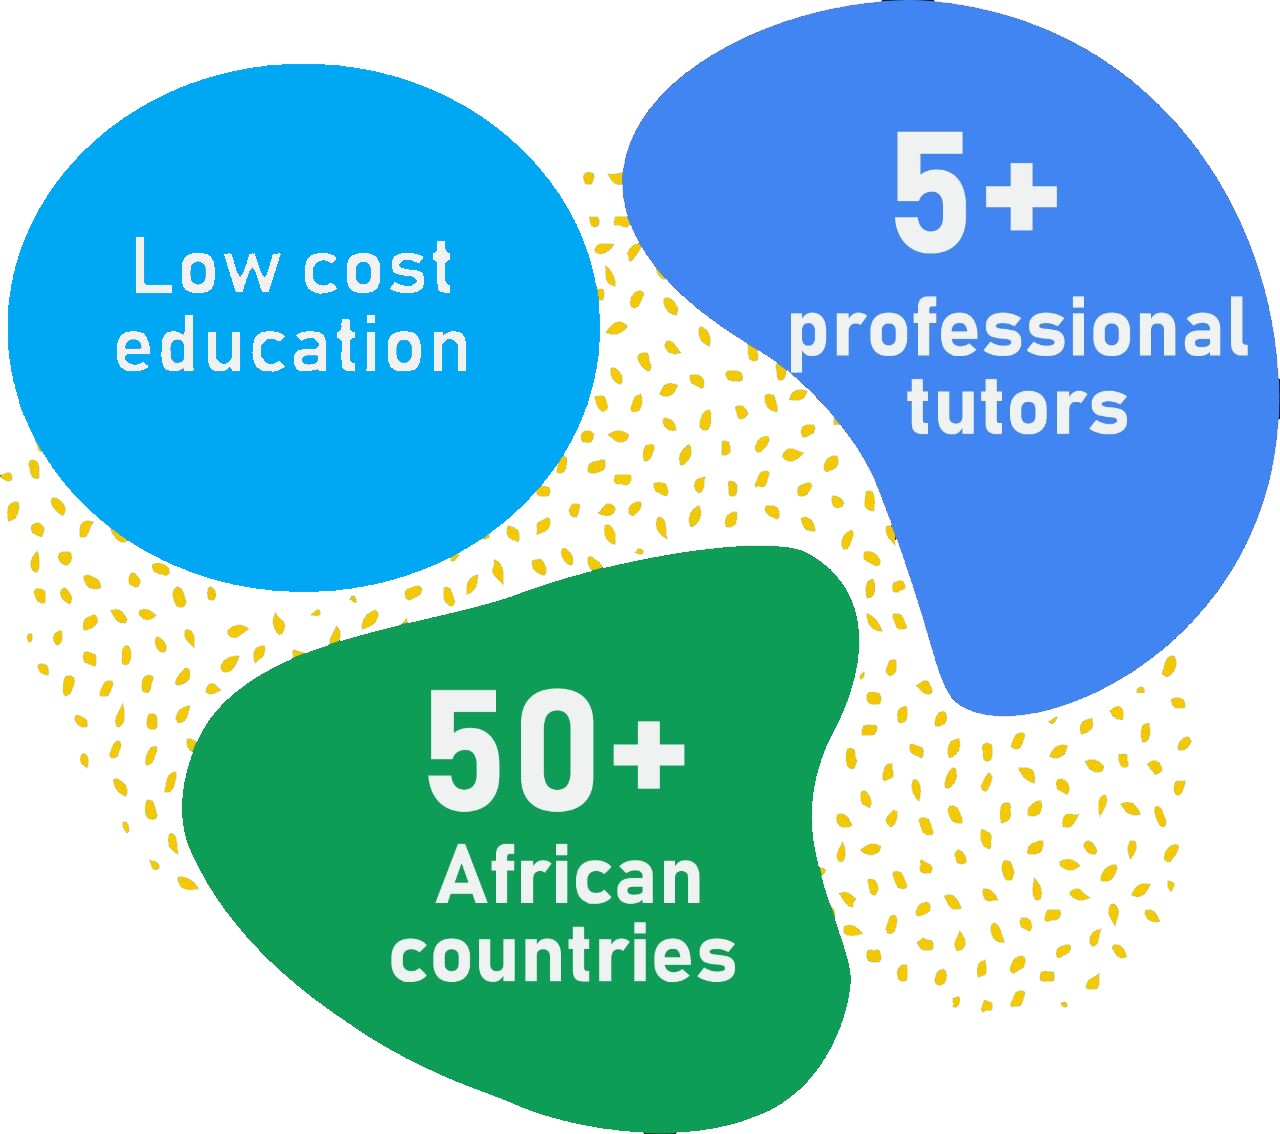 Low cost
education
5+
professional
tutors
50+
African
countries